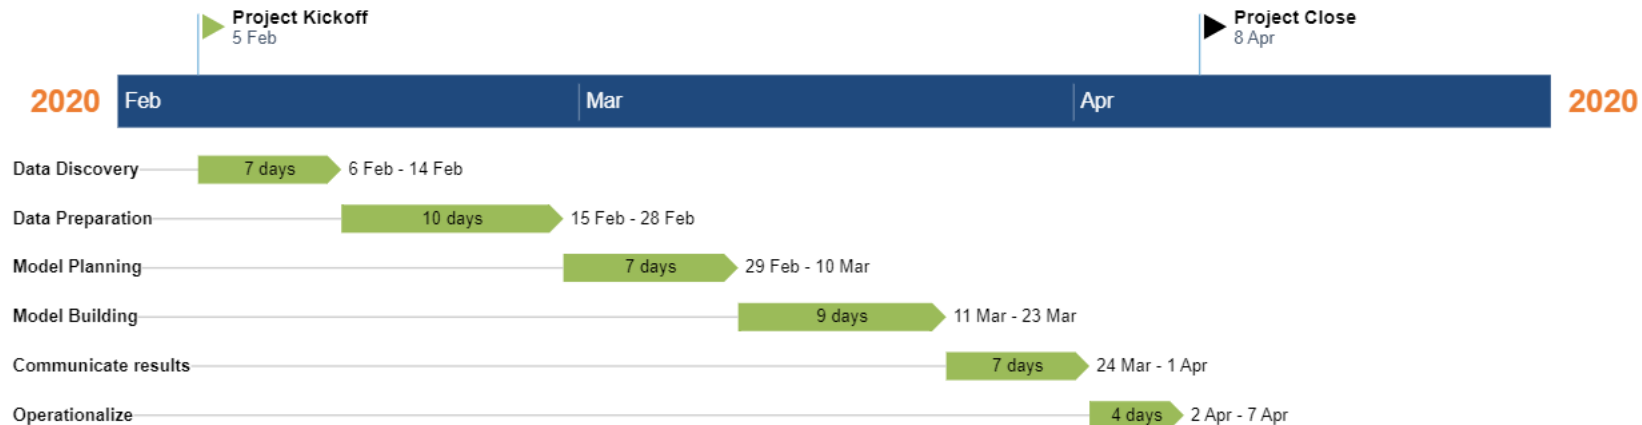 Project Kickoff
5 Feb
Project Close
8 Apr
2020 Feb Mar Apr 2020
Data Discovery 7 days 6 Feb - 14 Feb
Data Preparation 10 days 15 Feb - 28 Feb
Model Planning 7 days 29 Feb - 10 Mar
Model Building 9 days 11 Mar - 23 Mar
Communicate results 7 days 24 Mar - 1 Apr
Operationalize 4 days 2 Apr - 7 Apr